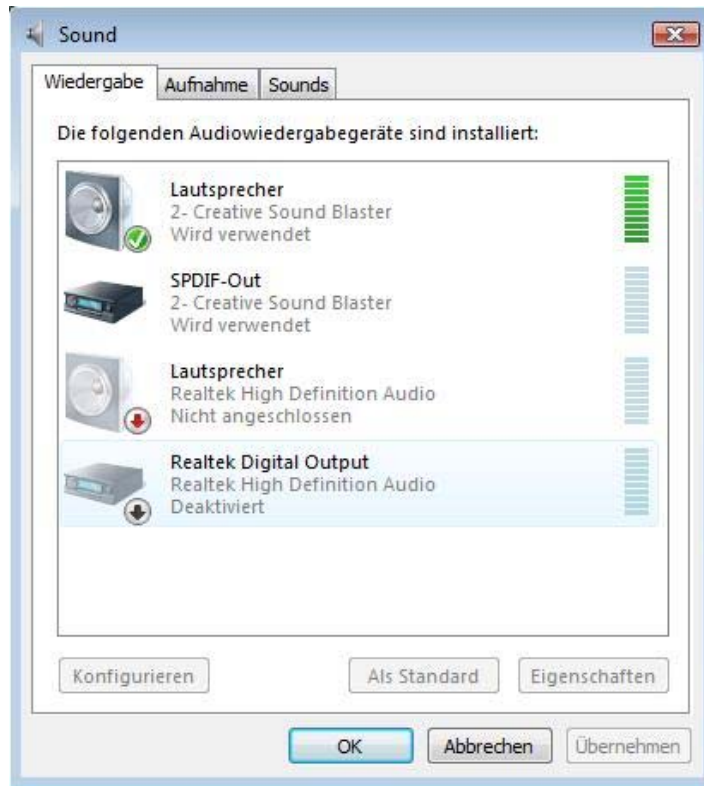 Sound
Wiedergabe Aufnahme Sounds
Die folgenden Audiowiedergabegeräte sind installiert:
Lautsprecher
2- Creative Sound Blaster
Wird verwendet
SPDIF-Out
2- Creative Sound Blaster
Wird verwendet
Lautsprecher
Realtek High Definition Audio
Nicht angeschlossen
Realtek Digital Output
Realtek High Definition Audio
Deaktiviert
Konfigurieren Als Standard Eigenschaften
OK Abbrechen Übernehmen